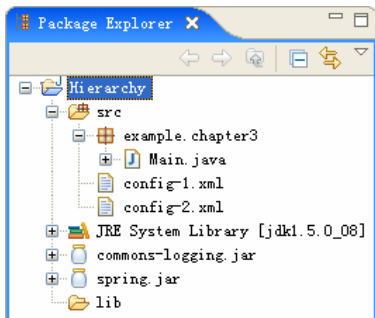 Package Explorer
Hierarchy
src
example.chapter3
Main.java
config-1.xml
config-2.xml
JRE System Library [jdk1.5.0_08]
commons-logging.jar
spring.jar
lib